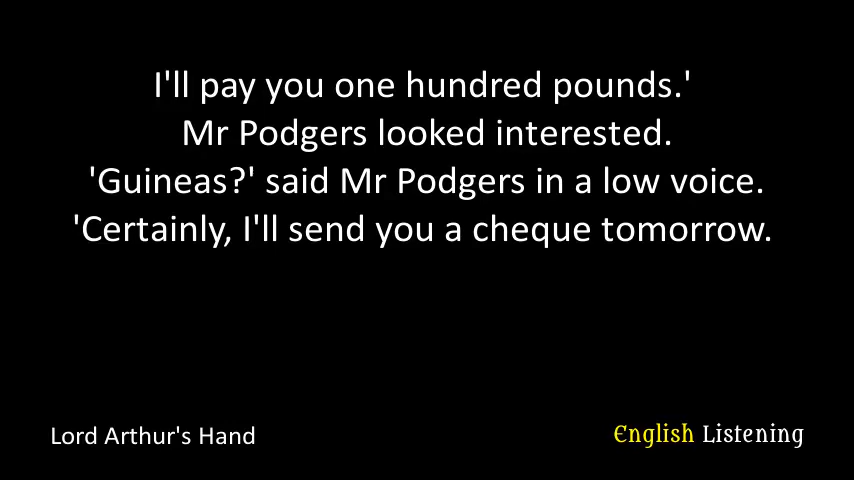 I'll pay you one hundred pounds.'
Mr Podgers looked interested.
'Guineas?' said Mr Podgers in a low voice.
'Certainly, I'll send you a cheque tomorrow.
Lord Arthur's Hand
English Listening